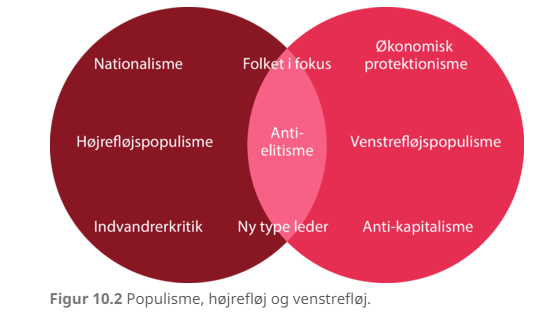 Nationalisme
Folket i fokus
Økonomisk
protektionisme
Højrefløjspopulisme
Anti-
elitisme
Venstrefløjspopulisme
Indvandrerkritik
Ny type leder
Anti-kapitalisme
Figur 10.2 Populisme, højrefløj og venstrefløj.